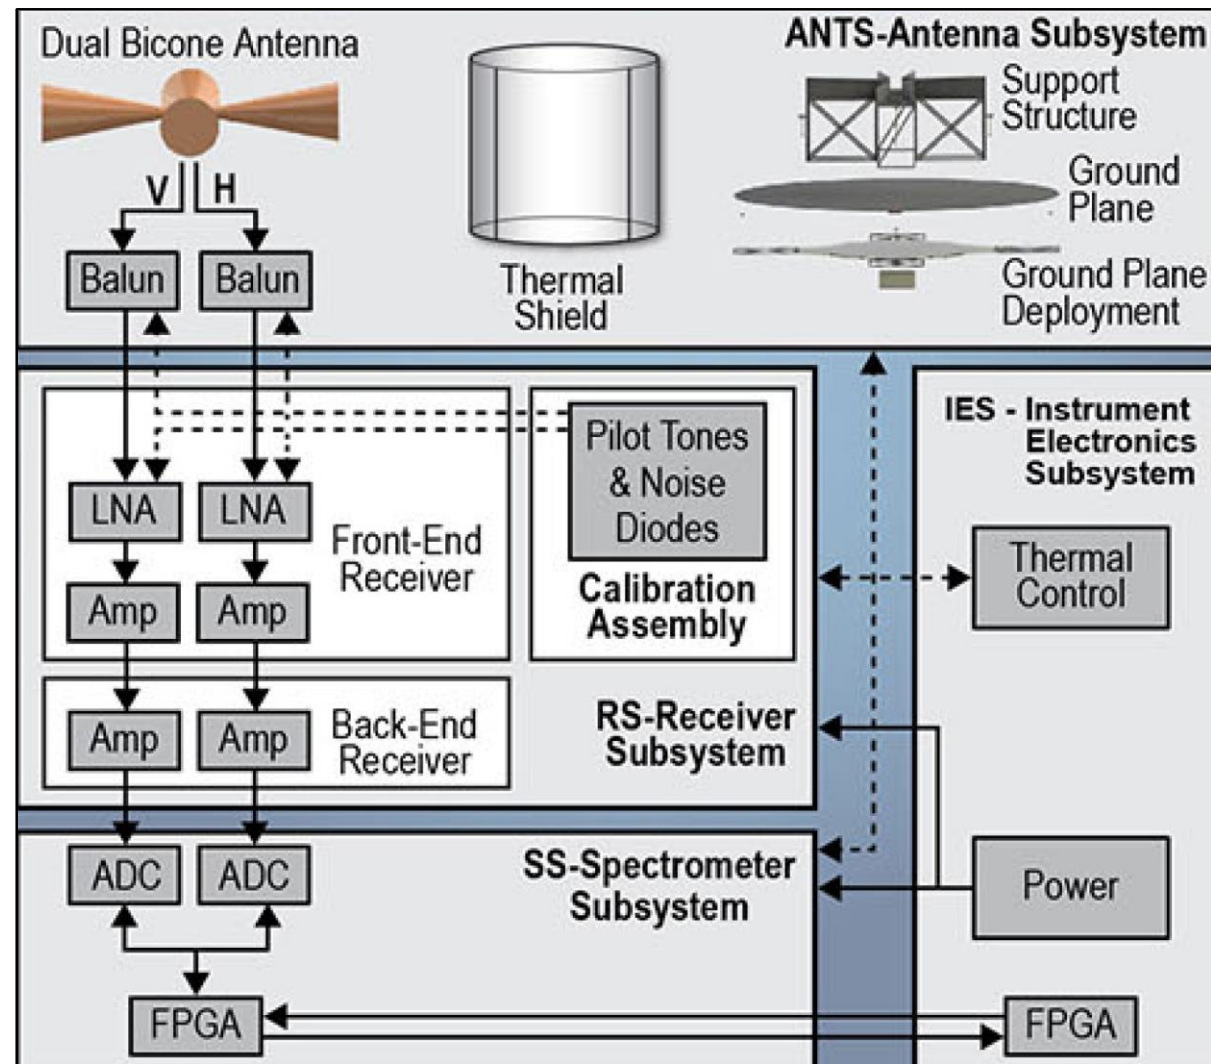 Dual Bicone Antenna
ANTS-Antenna Subsystem
Support
Structure
Ground
Plane
Ground Plane
Deployment
Thermal
Shield
V
H
Balun
Balun
LNA
LNA
Amp
Amp
Front-End
Receiver
Pilot Tones
& Noise
Diodes
Calibration
Assembly
Amp
Amp
Back-End
Receiver
RS-Receiver
Subsystem
IES - Instrument
Electronics
Subsystem
Thermal
Control
ADC
ADC
SS-Spectrometer
Subsystem
Power
FPGA
FPGA